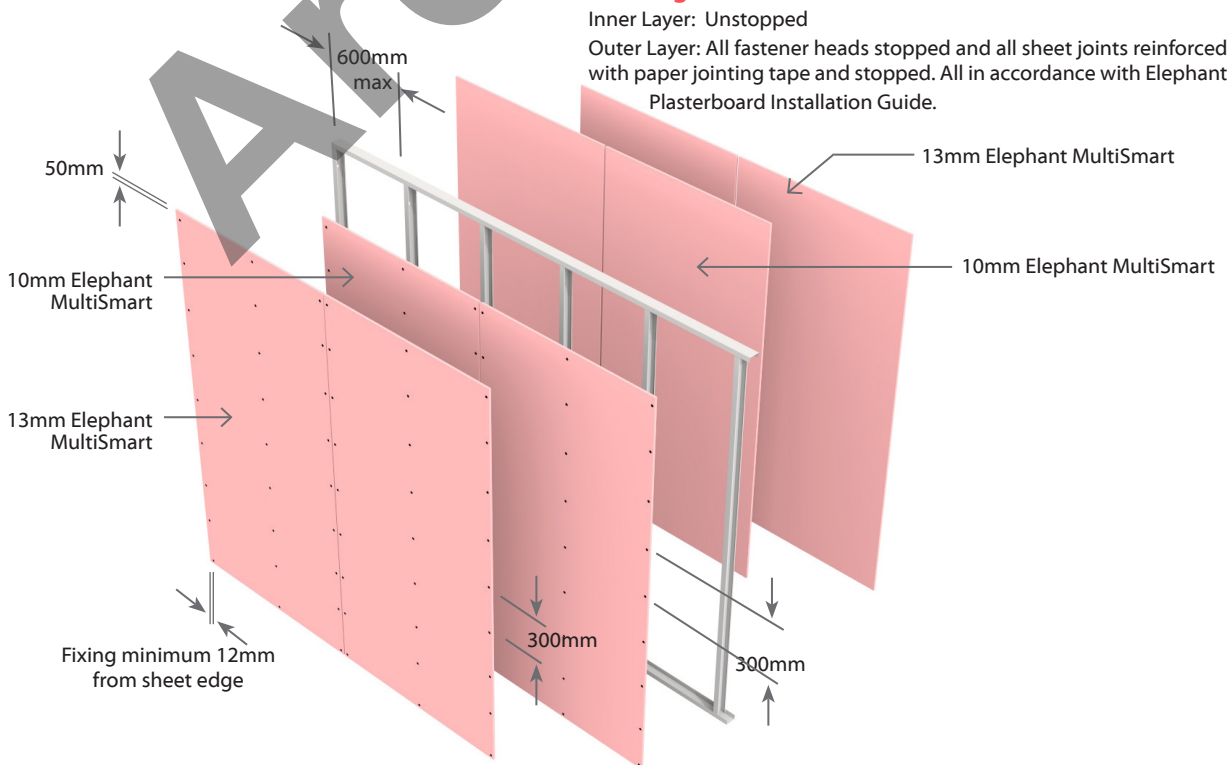 Inner Layer: Unstopped
Outer Layer: All fastener heads stopped and all sheet joints reinforced
with paper jointing tape and stopped. All in accordance with Elephant
Plasterboard Installation Guide.
600mm
max
50mm
13mm Elephant MultiSmart
10mm Elephant MultiSmart
10mm Elephant
MultiSmart
13mm Elephant
MultiSmart
300mm
300mm
Fixing minimum 12mm
from sheet edge